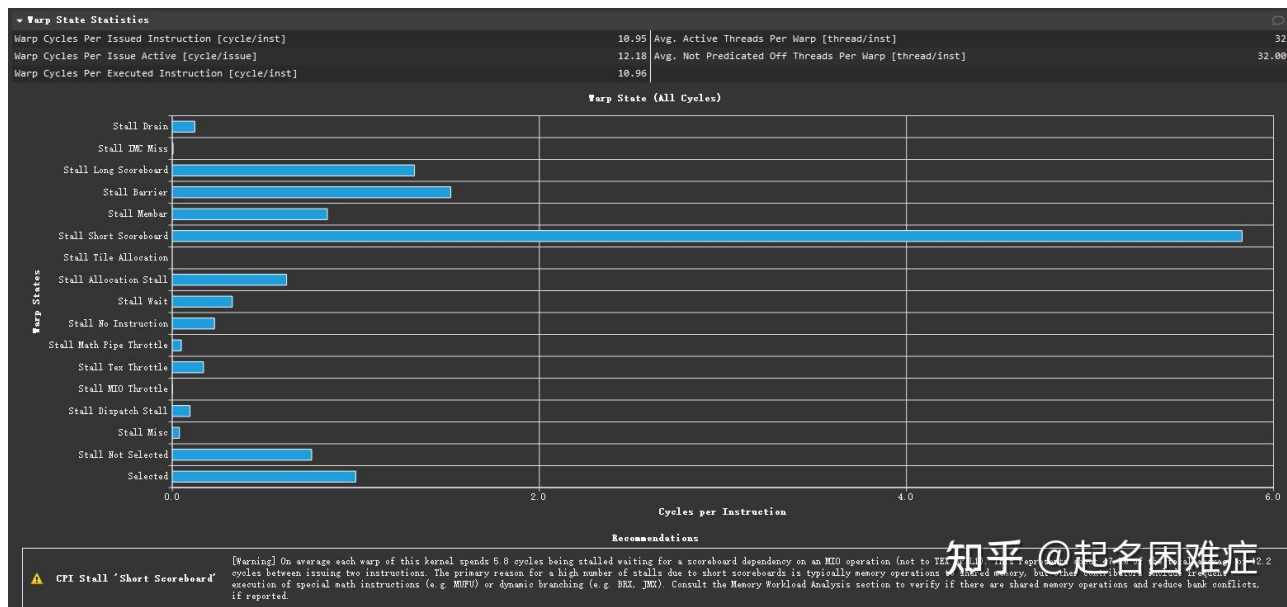 Warp State Statistics
Warp Cycles Per Issued Instruction [cycle/inst] 10.95 Avg. Active Threads Per Warp [thread/inst] 32
Warp Cycles Per Issue Active [cycle/issue] 12.18 Avg. Not Predicated Off Threads Per Warp [thread/inst] 32.00
Warp Cycles Per Executed Instruction [cycle/inst] 10.96
Warp State (All Cycles)
Stall Drain
Stall IMC Miss
Stall Long Scoreboard
Stall Barrier
Stall Membar
Stall Short Scoreboard
Stall Tile Allocation
Stall Allocation Stall
Stall Wait
Stall No Instruction
Stall Math Pipe Throttle
Stall Tex Throttle
Stall MIO Throttle
Stall Dispatch Stall
Stall Misc
Stall Not Selected
Selected
Warp States
0.0 2.0 4.0 6.0
Cycles per Instruction
Recommendations
CPI Stall 'Short Scoreboard'
[Warning] On average each warp of this kernel spends 5.8 cycles being stalled waiting for a scoreboard dependency on an MIO operation (not to
cycles between issuing two instructions. The primary reason for a high number of stalls due to short scoreboards is typically memory operations
execution of special math instructions (e.g. MUFU) or dynamic branching (e.g. BRX, JMX). Consult the Memory Workload Analysis section to verify if there are shared memory operations and reduce bank conflicts,
if reported.
知乎 @起名困难症